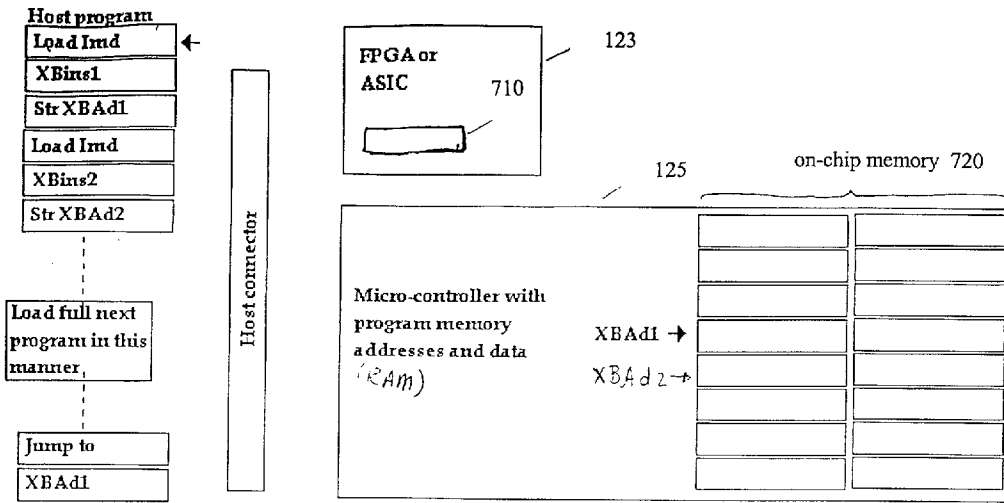 Host program
Load Imd
XBins1
Str XBAd1
Load Imd
XBins2
Str XBAd2
Load full next
program in this
manner
Jump to
XBAd1
Host connector
FPGA or
ASIC
710
123
125
on-chip memory 720
Micro-controller with
program memory
addresses and data
(RAM)
XBAd1
XBAd2